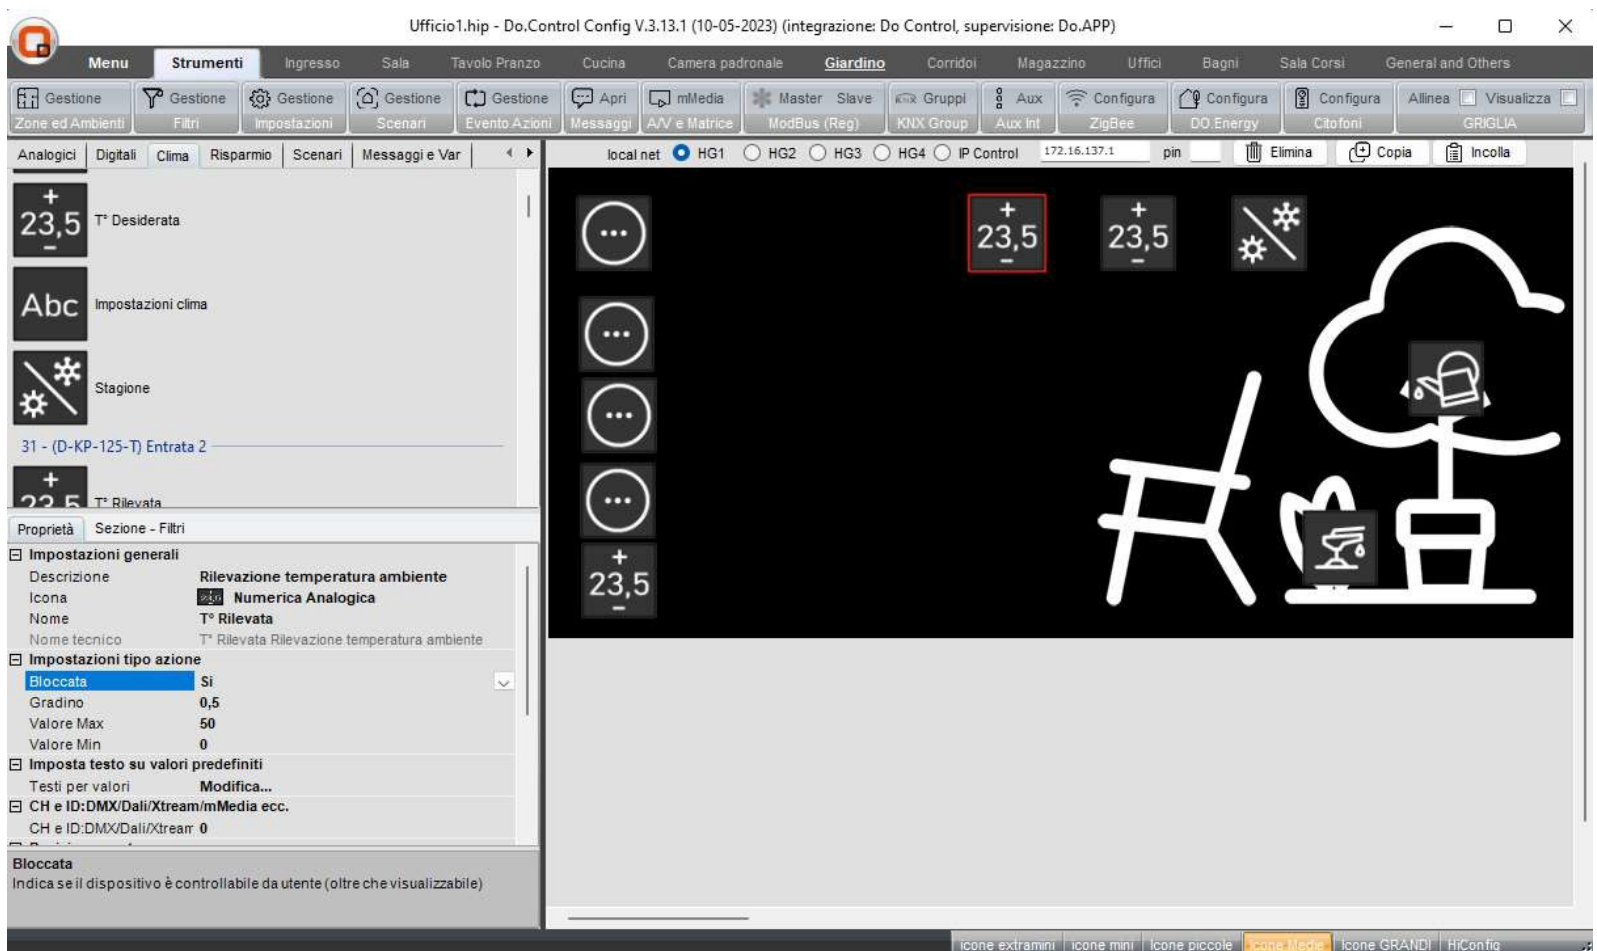 Ufficio1.hip - Do.Control Config V.3.13.1 (10-05-2023) (integrazione: Do Control, supervisione: Do.APP)
Menu Strumenti Ingresso Sala Tavolo Pranzo Cucina Camera padronale Giardino Corridoi Magazzino Uffici Bagni Sala Corsi General and Others
Gestione Gestione Gestione Gestione Gestione Apri mMedia Master Slave KNX Gruppi Aux Configura Configura Configura Allinea Visualizza
Zone ed Ambienti Filtri Impostazioni Scenari Evento Azioni Messaggi A/V e Matrice ModBus (Reg) KNX Group Aux Int ZigBee DO.Energy Citofoni GRIGLIA
Analogici Digitali Clima Risparmio Scenari Messaggi e Var
local net HG1 HG2 HG3 HG4 IP Control 172.16.137.1 pin Elimina Copia Incolla
+
23,5
-
T° Desiderata
Abc
Impostazioni clima
Stagione
31 - (D-KP-125-T) Entrata 2
+
23,5
T° Rilevata
+
23,5
-
+
23,5
-
+
23,5
-
Proprietà Sezione - Filtri
Impostazioni generali
Descrizione Rilevazione temperatura ambiente
Icona Numerica Analogica
Nome T° Rilevata
Nome tecnico T° Rilevata Rilevazione temperatura ambiente
Impostazioni tipo azione
Bloccata Si
Gradino 0,5
Valore Max 50
Valore Min 0
Imposta testo su valori predefiniti
Testi per valori Modifica...
CH e ID:DMX/Dali/Xtream/mMedia ecc.
CH e ID:DMX/Dali/Xtream 0
Bloccata
Indica se il dispositivo è controllabile da utente (oltre che visualizzabile)
icone extramini icone mini Icone piccole Icone Medie Icone GRANDI HiConfig